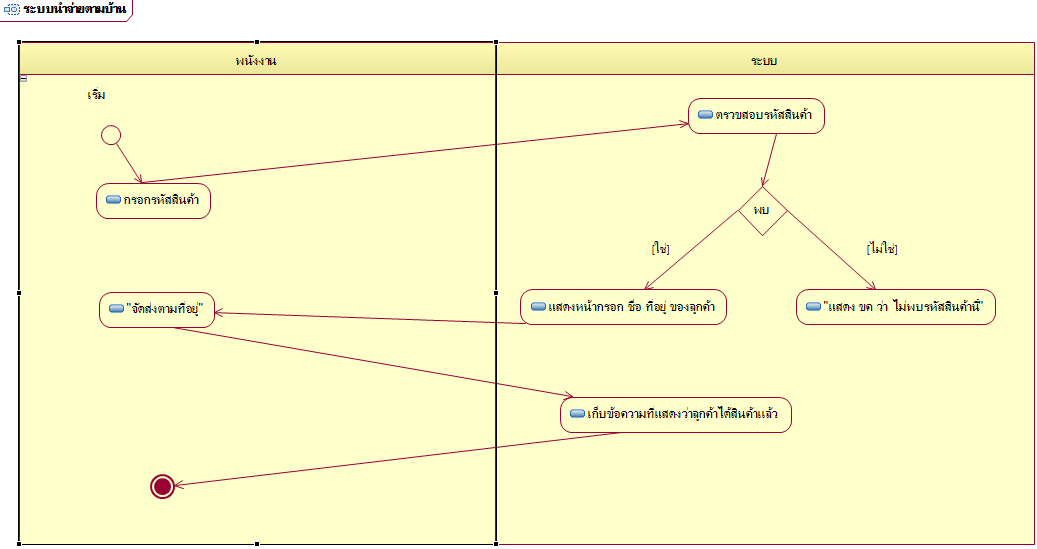 ระบบนำจ่ายตามบ้าน
พนังงาน
ระบบ
เริ่ม
ตรวขสอบรหัสสินค้า
กรอกรหัสสินค้า
พบ
[ใช่]
[ไม่ใช่]
"จัดส่งตามที่อยู่"
แสดงหน้ากรอก ชื่อ ที่อยู่ ของลูกค้า
"แสดง ขค ว่า ไม่พบรหัสสินค้านี้"
เก็บข้อความที่แสดงว่าลูกค้าได้สินค้าแล้ว